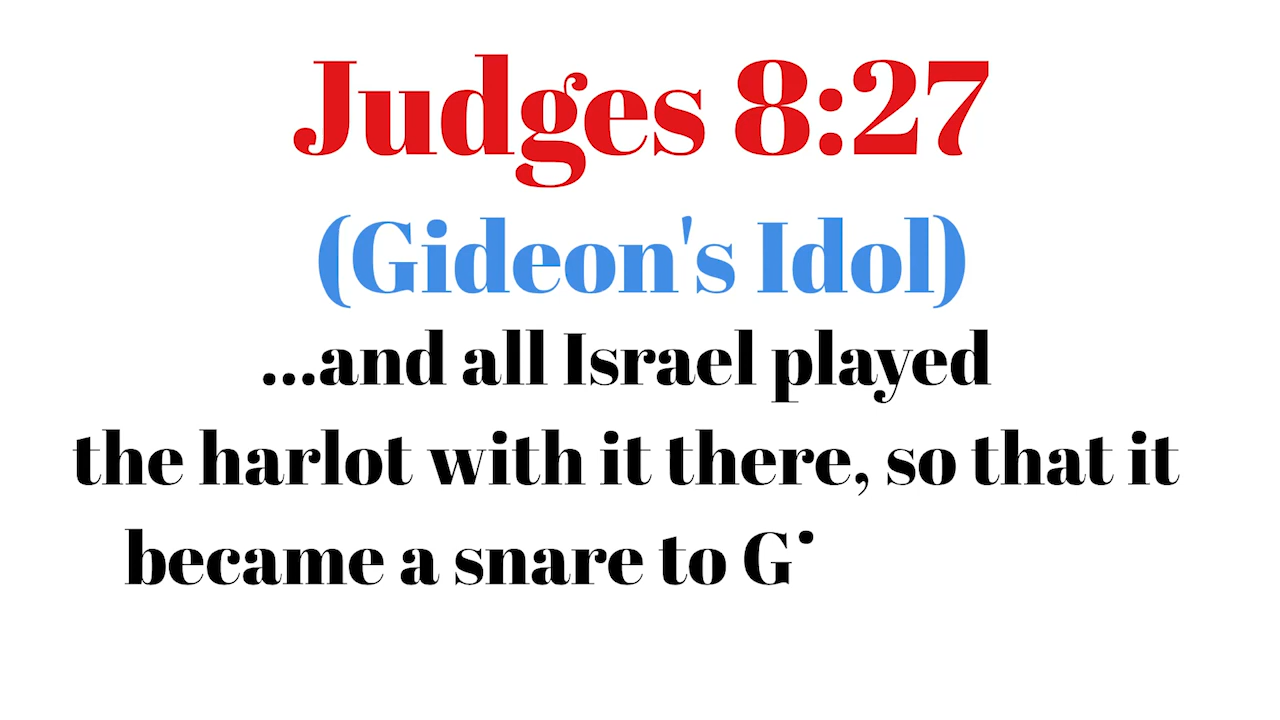 Judges 8:27
(Gideon's Idol)
...and all Israel played
the harlot with it there, so that it
became a snare to G